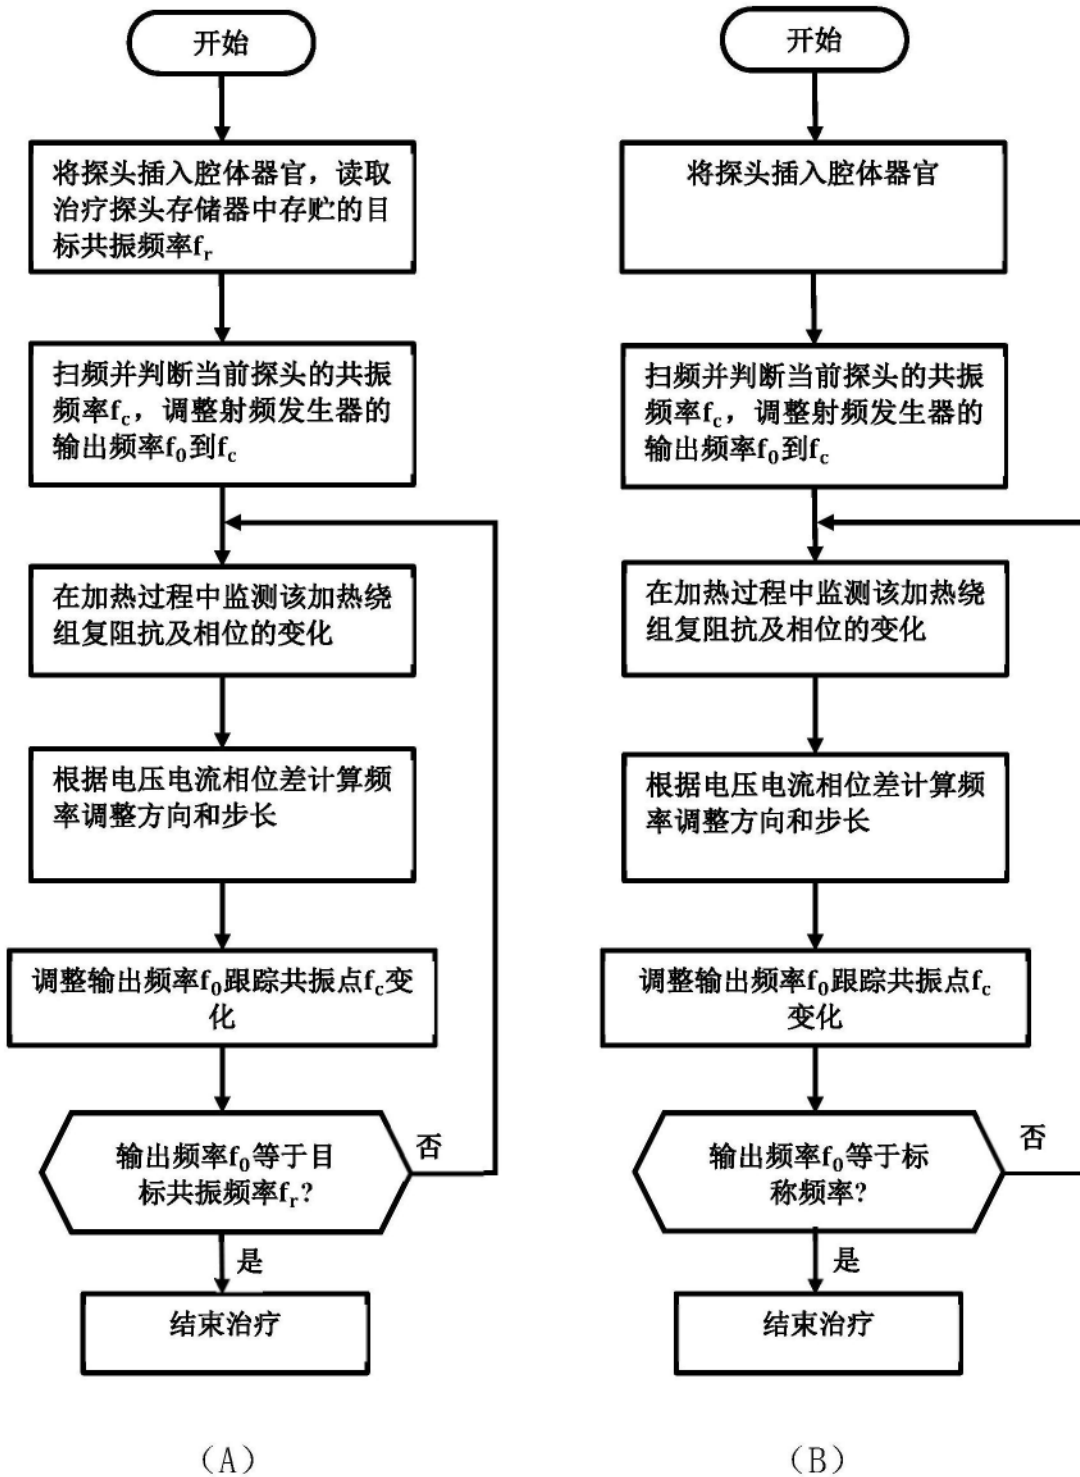 开始
将探头插入腔体器官，读取
治疗探头存储器中存贮的目
标共振频率fr
扫频并判断当前探头的共振
频率fc，调整射频发生器的
输出频率f0到fc
在加热过程中监测该加热绕
组复阻抗及相位的变化
根据电压电流相位差计算频
率调整方向和步长
调整输出频率f0跟踪共振点fc变
化
输出频率f0等于目
标共振频率fr?
否
是
结束治疗
（A）
开始
将探头插入腔体器官
扫频并判断当前探头的共振
频率fc，调整射频发生器的
输出频率f0到fc
在加热过程中监测该加热绕
组复阻抗及相位的变化
根据电压电流相位差计算频
率调整方向和步长
调整输出频率f0跟踪共振点fc
变化
输出频率f0等于标
称频率?
否
是
结束治疗
（B）